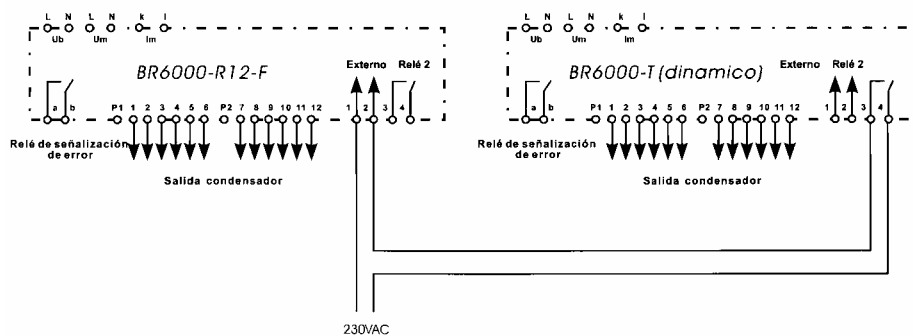 L N L N k l
Ub Um Im
BR6000-R12-F
Externo Relé 2
a b P1 1 2 3 4 5 6 P2 7 8 9 10 11 12 1 2 3 4
Relé de señalización
de error
Salida condensador
L N L N k l
Ub Um Im
BR6000-T (dinamico)
Externo Relé 2
a b P1 1 2 3 4 5 6 P2 7 8 9 10 11 12 1 2 3 4
Relé de señalización
de error
Salida condensador
230VAC